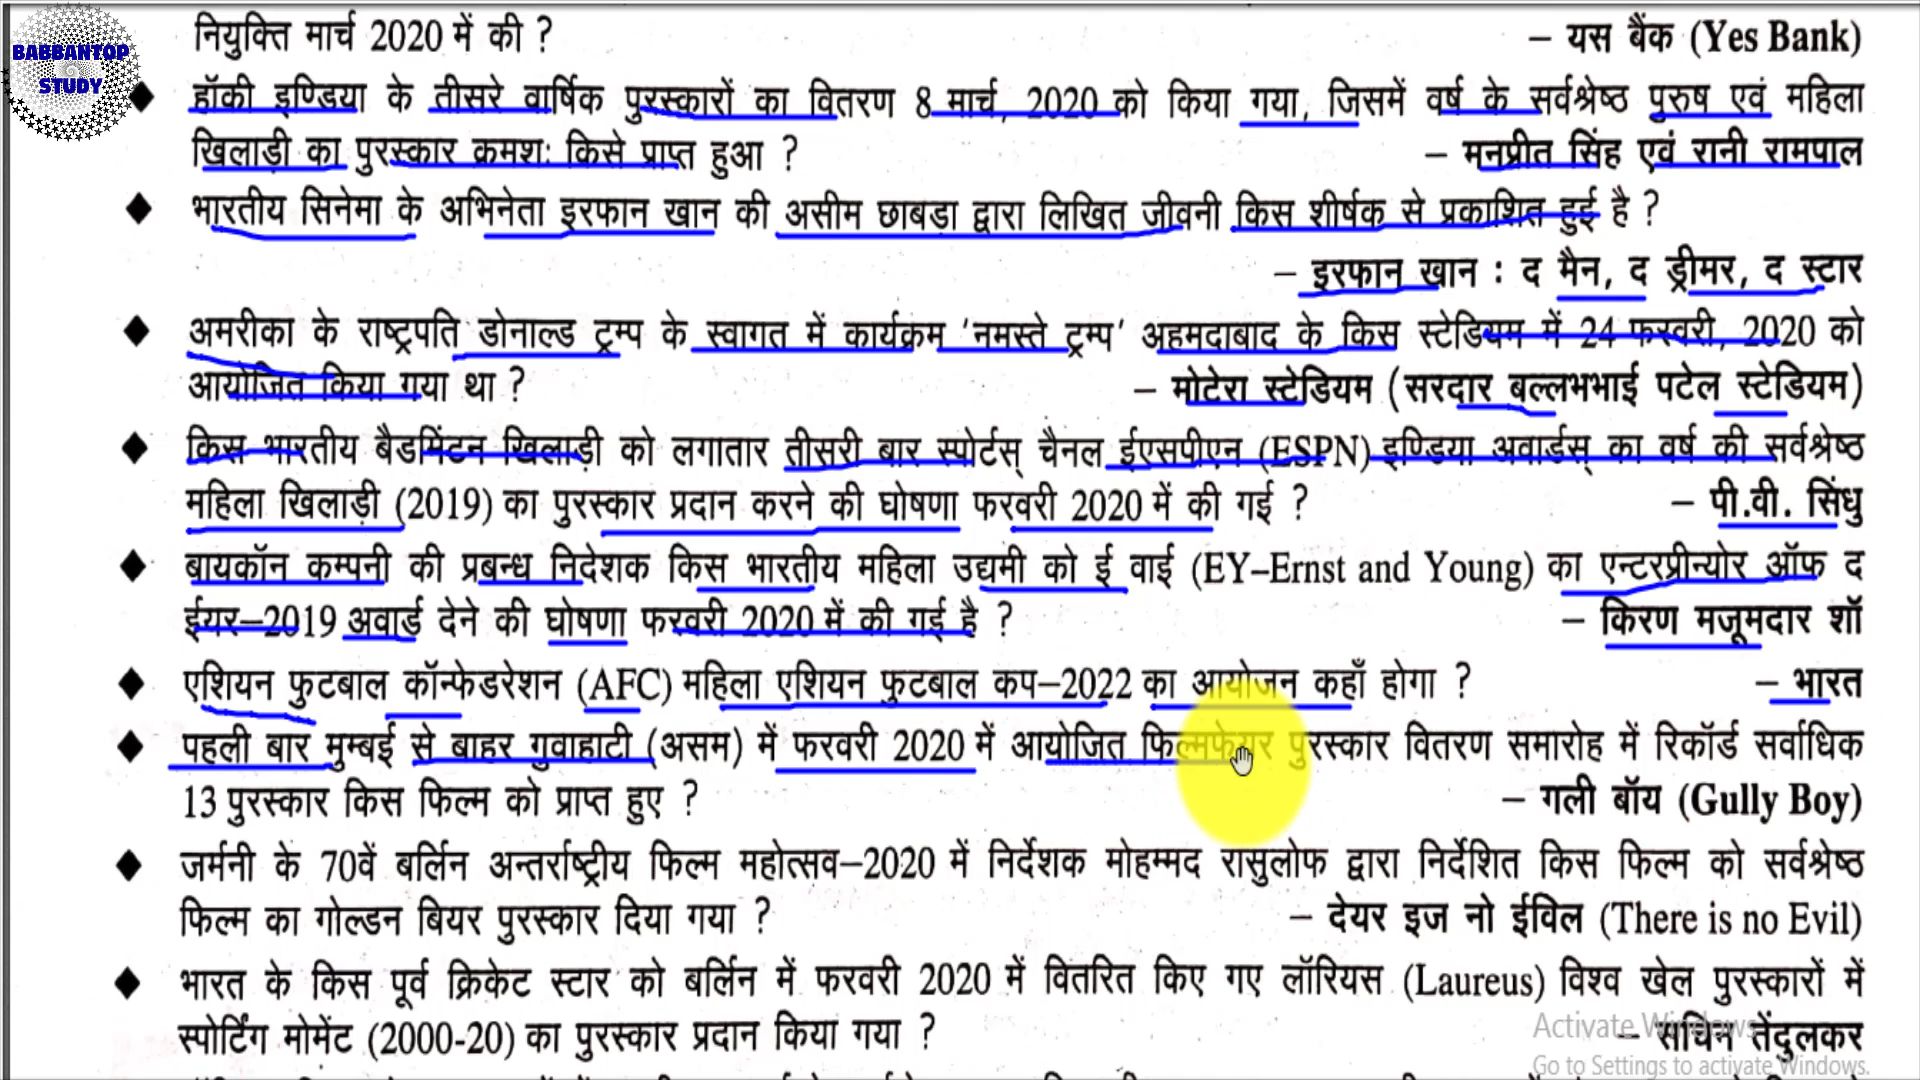 BABBANTOP
STUDY
नियुक्ति मार्च 2020 में की ? – यस बैंक (Yes Bank)
♦ हॉकी इण्डिया के तीसरे वार्षिक पुरस्कारों का वितरण 8 मार्च, 2020 को किया गया, जिसमें वर्ष के सर्वश्रेष्ठ पुरुष एवं महिला
खिलाड़ी का पुरस्कार क्रमशः किसे प्राप्त हुआ ? – मनप्रीत सिंह एवं रानी रामपाल
♦ भारतीय सिनेमा के अभिनेता इरफान खान की असीम छाबड़ा द्वारा लिखित जीवनी किस शीर्षक से प्रकाशित हुई है ?
– इरफान खान : द मैन, द ड्रीमर, द स्टार
♦ अमरीका के राष्ट्रपति डोनाल्ड ट्रम्प के स्वागत में कार्यक्रम 'नमस्ते ट्रम्प' अहमदाबाद के किस स्टेडियम में 24 फरवरी, 2020 को
आयोजित किया गया था ? – मोटेरा स्टेडियम (सरदार बल्लभभाई पटेल स्टेडियम)
♦ किस भारतीय बैडमिंटन खिलाड़ी को लगातार तीसरी बार स्पोर्टस् चैनल ईएसपीएन (ESPN) इण्डिया अवार्डस् का वर्ष की सर्वश्रेष्ठ
महिला खिलाड़ी (2019) का पुरस्कार प्रदान करने की घोषणा फरवरी 2020 में की गई ? – पी.वी. सिंधु
♦ बायकॉन कम्पनी की प्रबन्ध निदेशक किस भारतीय महिला उद्यमी को ई वाई (EY–Ernst and Young) का एन्टरप्रीन्योर ऑफ द
ईयर–2019 अवार्ड देने की घोषणा फरवरी 2020 में की गई है ? – किरण मजूमदार शॉ
♦ एशियन फुटबाल कॉन्फेडरेशन (AFC) महिला एशियन फुटबाल कप–2022 का आयोजन कहाँ होगा ? – भारत
♦ पहली बार मुम्बई से बाहर गुवाहाटी (असम) में फरवरी 2020 में आयोजित फिल्मफेयर पुरस्कार वितरण समारोह में रिकॉर्ड सर्वाधिक
13 पुरस्कार किस फिल्म को प्राप्त हुए ? – गली बॉय (Gully Boy)
♦ जर्मनी के 70वें बर्लिन अन्तर्राष्ट्रीय फिल्म महोत्सव–2020 में निर्देशक मोहम्मद रासुलोफ द्वारा निर्देशित किस फिल्म को सर्वश्रेष्ठ
फिल्म का गोल्डन बियर पुरस्कार दिया गया ? – देयर इज नो ईविल (There is no Evil)
♦ भारत के किस पूर्व क्रिकेट स्टार को बर्लिन में फरवरी 2020 में वितरित किए गए लॉरियस (Laureus) विश्व खेल पुरस्कारों में
स्पोर्टिंग मोमेंट (2000-20) का पुरस्कार प्रदान किया गया ? – सचिन तेंदुलकर
Activate Windows
Go to Settings to activate Windows.